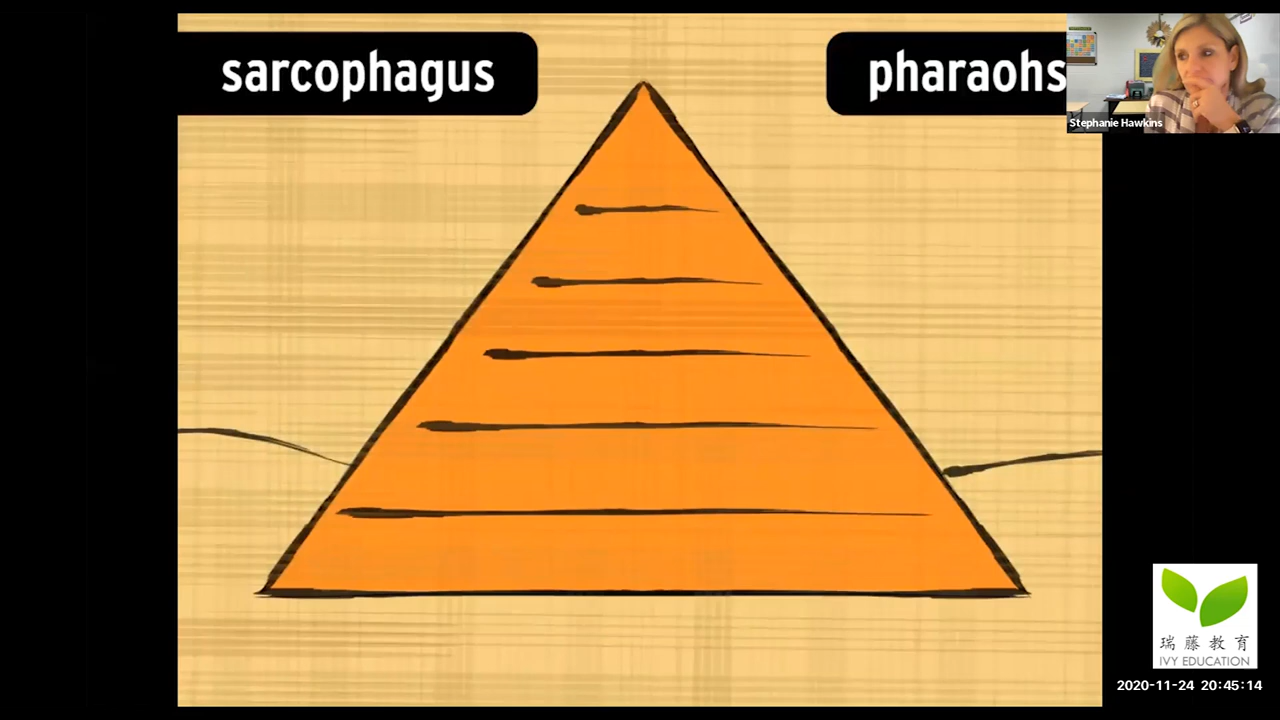 sarcophagus
pharaohs
Stephanie Hawkins
瑞藤教育
IVY EDUCATION
2020-11-24 20:45:14